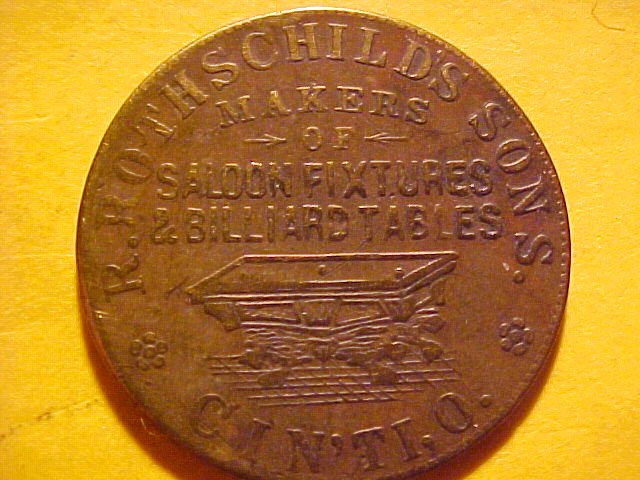 R. ROTHSCHILD'S SONS.
MAKERS
OF
SALOON FIXTURES
& BILLIARD TABLES
CIN'TI, O.